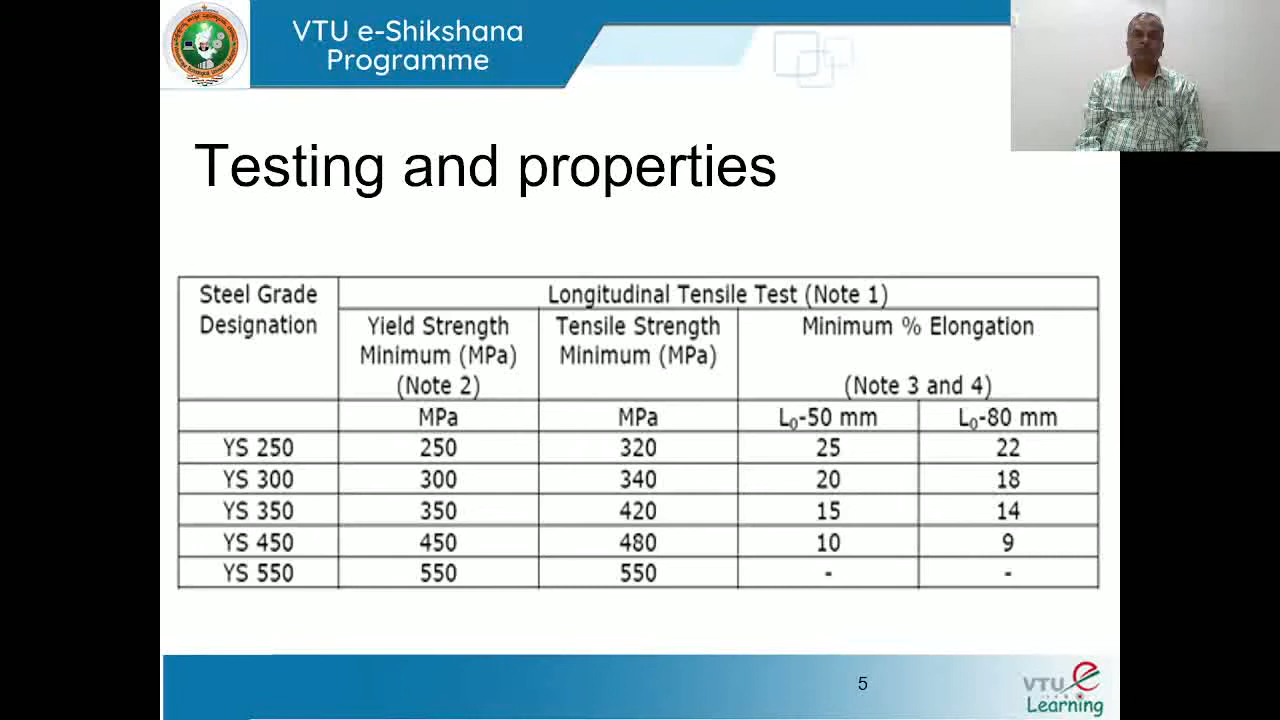 VTU e-Shikshana
Programme
Testing and properties
Steel Grade Designation
Longitudinal Tensile Test (Note 1)
Yield Strength Minimum (MPa) (Note 2)
Tensile Strength Minimum (MPa)
Minimum % Elongation (Note 3 and 4)
MPa MPa L₀-50 mm L₀-80 mm
YS 250 250 320 25 22
YS 300 300 340 20 18
YS 350 350 420 15 14
YS 450 450 480 10 9
YS 550 550 550 - -
5
VTU e
Learning